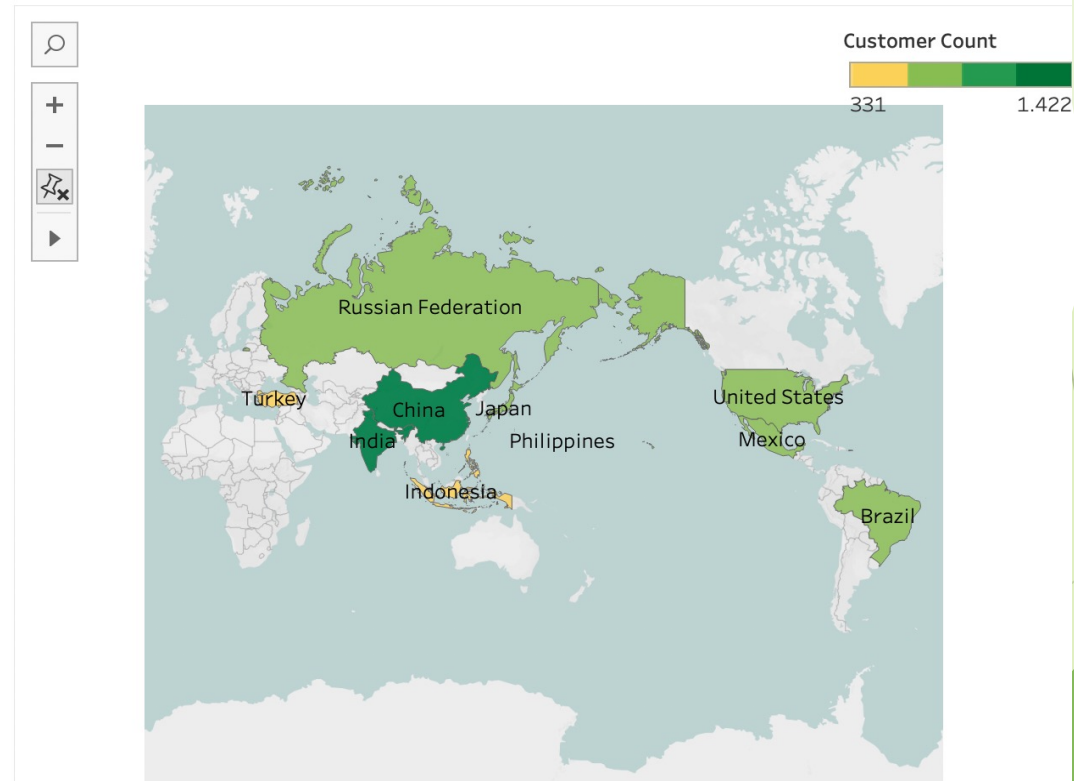 Customer Count
331 1.422
Russian Federation
Turkey
United States
China
Japan
India
Philippines
Mexico
Indonesia
Brazil